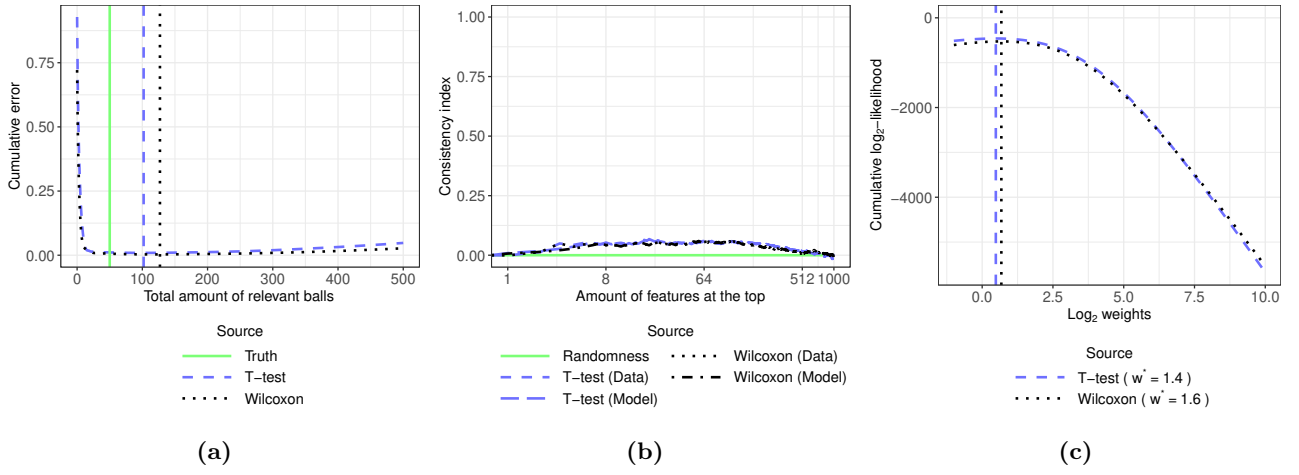 Cumulative error
0.75
0.50
0.25
0.00
0 100 200 300 400 500
Total amount of relevant balls
Source
Truth
T−test
Wilcoxon
(a)
Consistency index
1.00
0.75
0.50
0.25
0.00
1 8 64 512 1000
Amount of features at the top
Source
Randomness
T−test (Data)
T−test (Model)
Wilcoxon (Data)
Wilcoxon (Model)
(b)
Cumulative log₂−likelihood
0
−2000
−4000
0.0 2.5 5.0 7.5 10.0
Log₂ weights
Source
T−test ( w* = 1.4 )
Wilcoxon ( w* = 1.6 )
(c)